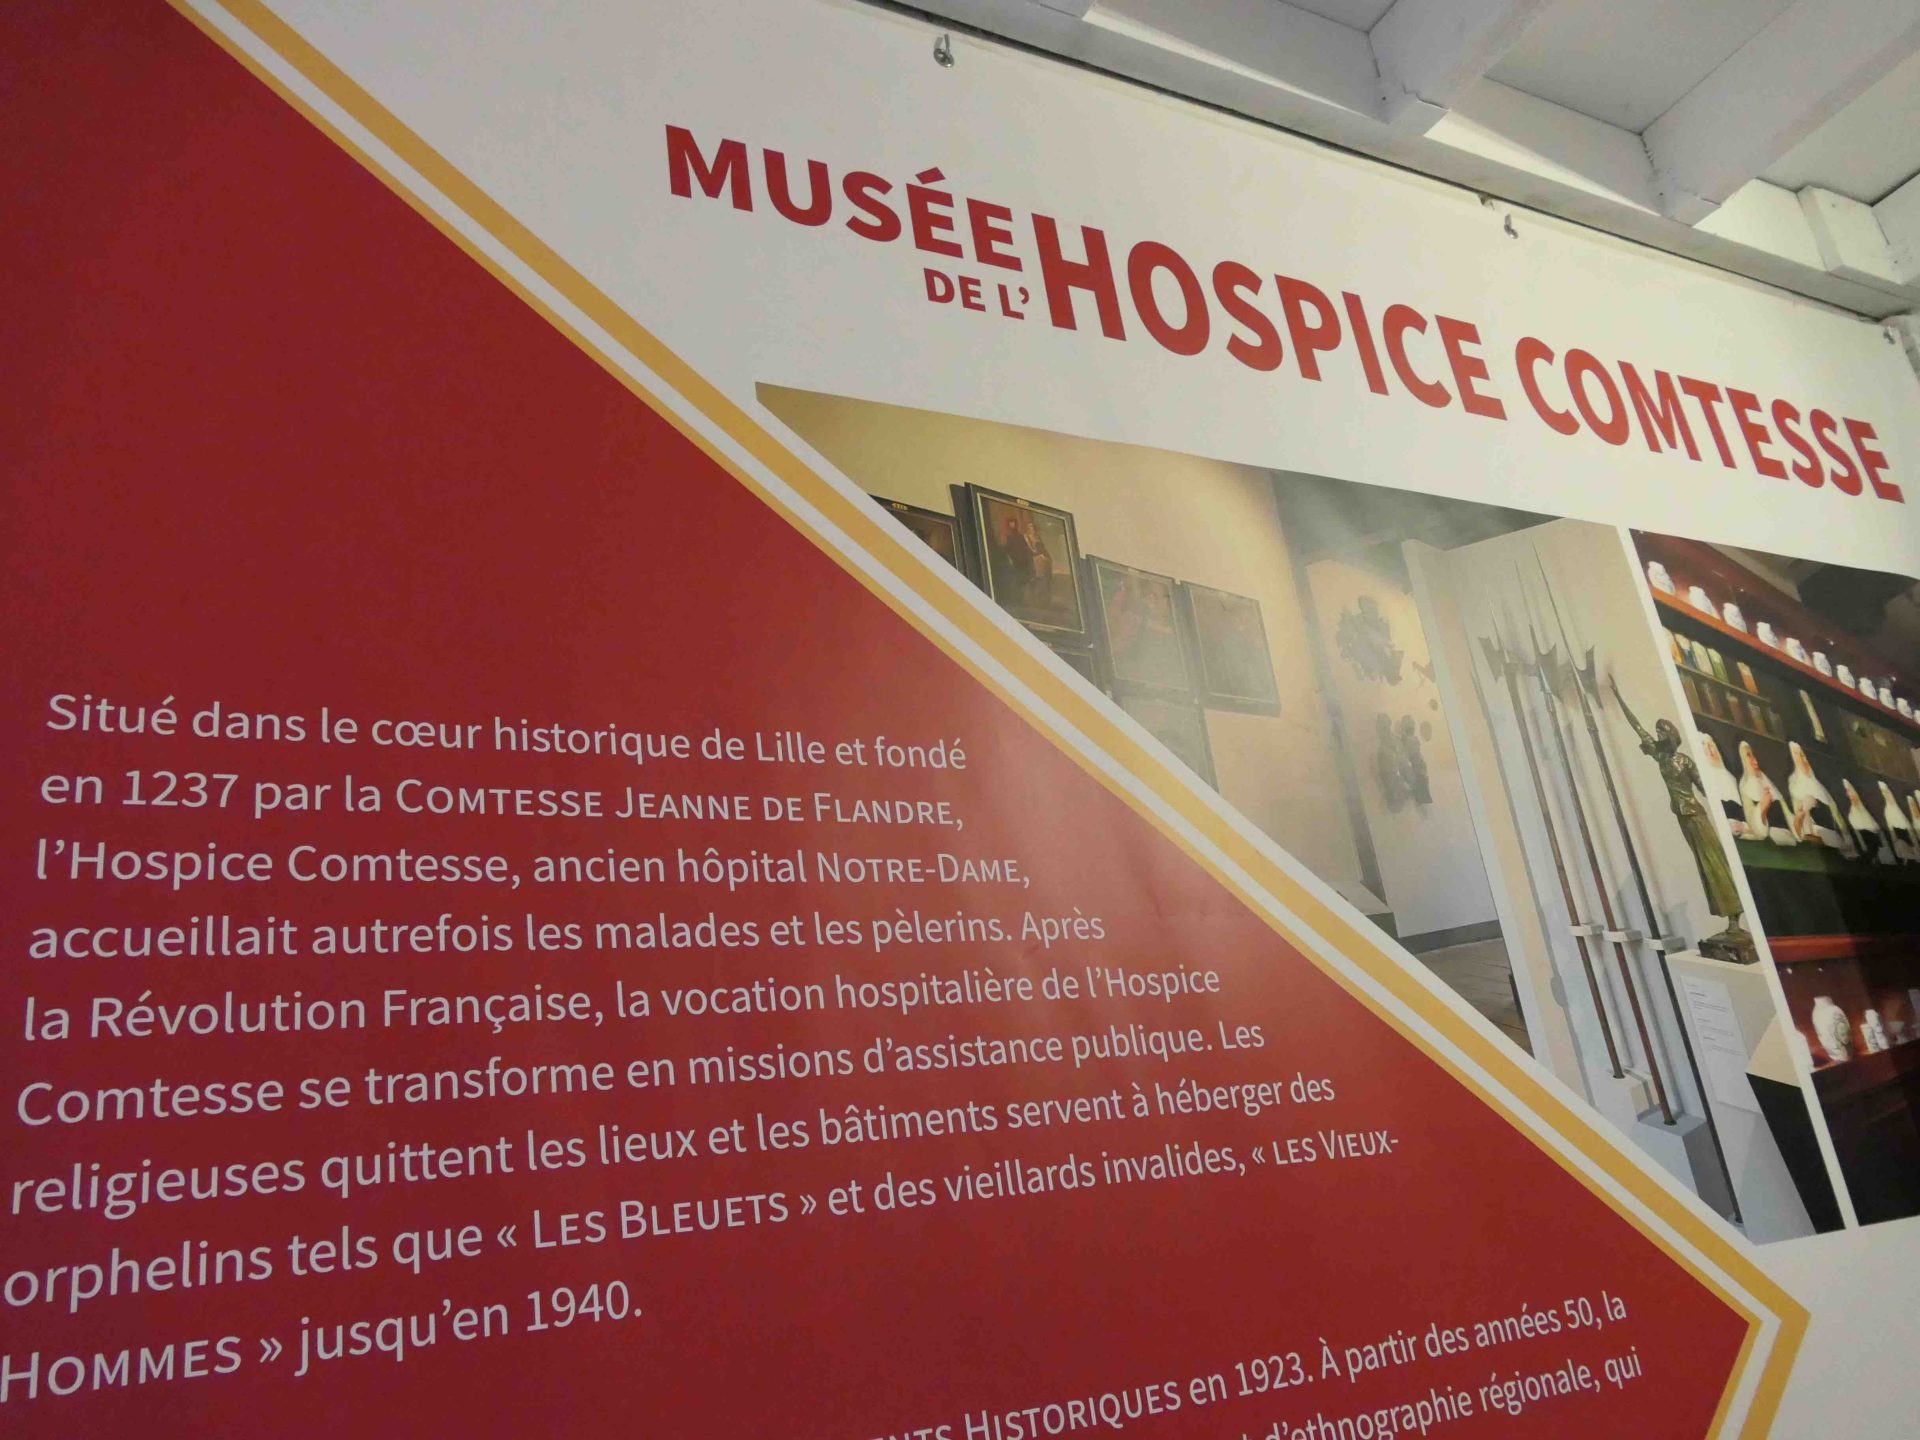 MUSÉE
DE L'HOSPICE COMTESSE
Situé dans le cœur historique de Lille et fondé
en 1237 par la COMTESSE JEANNE DE FLANDRE,
l'Hospice Comtesse, ancien hôpital NOTRE-DAME,
accueillait autrefois les malades et les pèlerins. Après
la Révolution Française, la vocation hospitalière de l'Hospice
Comtesse se transforme en missions d'assistance publique. Les
religieuses quittent les lieux et les bâtiments servent à héberger des
orphelins tels que « LES BLEUETS » et des vieillards invalides, « LES VIEUX-
HOMMES » jusqu'en 1940.
HISTORIQUES en 1923. À partir des années 50, la
d'ethnographie régionale, qui